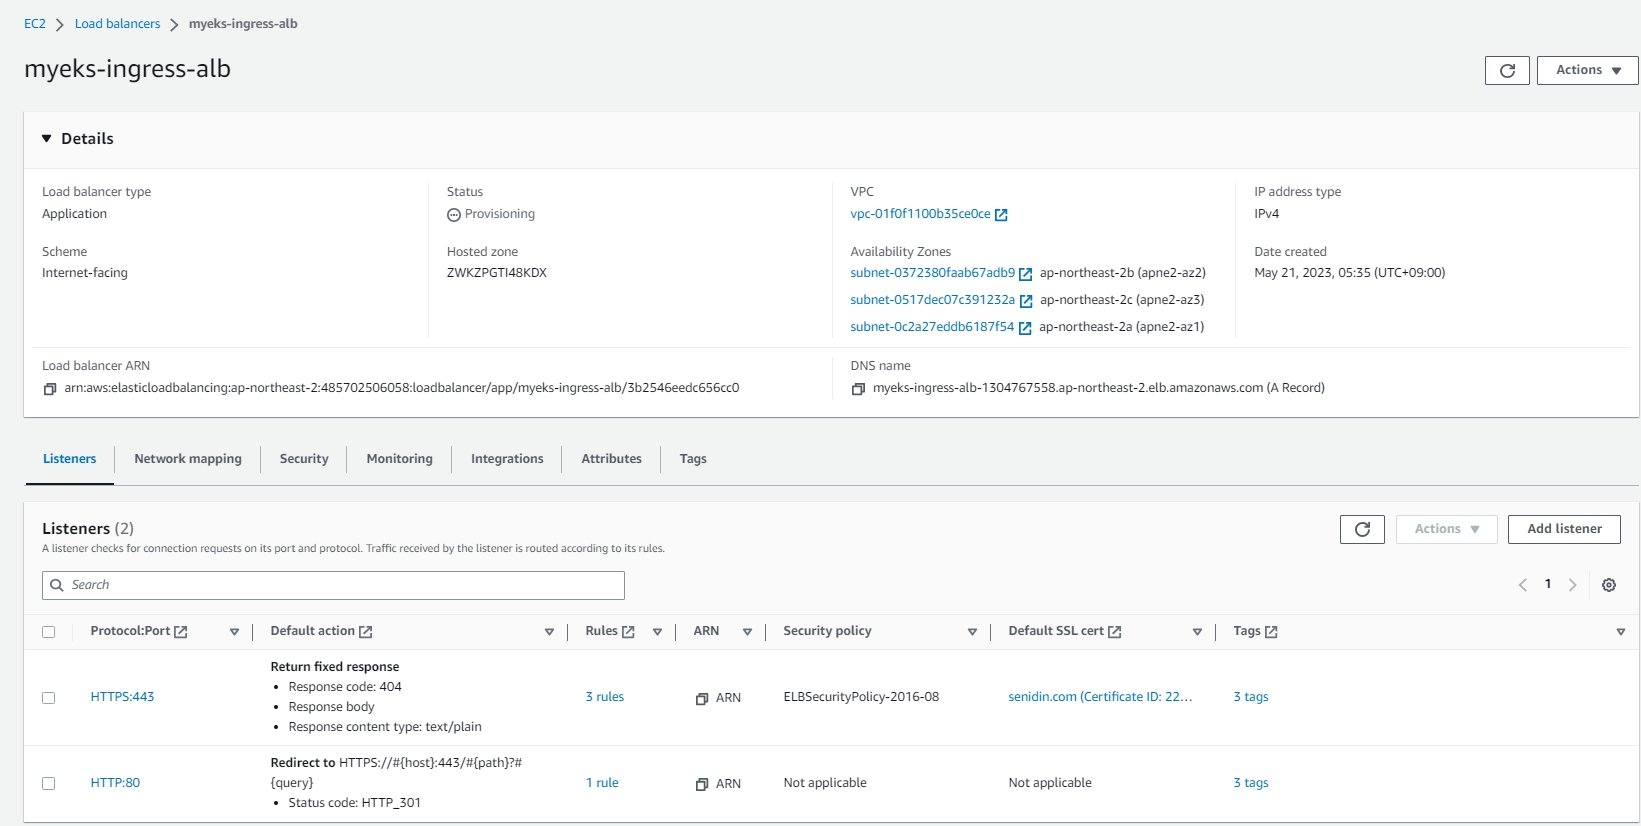 EC2 > Load balancers > myeks-ingress-alb
myeks-ingress-alb
Actions
Details
Load balancer type
Application
Status
Provisioning
VPC
vpc-01f0f1100b35ce0ce
IP address type
IPv4
Scheme
Internet-facing
Hosted zone
ZWKZPGTI48KDX
Availability Zones
subnet-0372380faab67adb9 ap-northeast-2b (apne2-az2)
subnet-0517dec07c391232a ap-northeast-2c (apne2-az3)
subnet-0c2a27eddb6187f54 ap-northeast-2a (apne2-az1)
Date created
May 21, 2023, 05:35 (UTC+09:00)
Load balancer ARN
arn:aws:elasticloadbalancing:ap-northeast-2:485702506058:loadbalancer/app/myeks-ingress-alb/3b2546eedc656cc0
DNS name
myeks-ingress-alb-1304767558.ap-northeast-2.elb.amazonaws.com (A Record)
Listeners Network mapping Security Monitoring Integrations Attributes Tags
Listeners (2)
A listener checks for connection requests on its port and protocol. Traffic received by the listener is routed according to its rules.
Actions Add listener
Search
1
Protocol:Port Default action Rules ARN Security policy Default SSL cert Tags
HTTPS:443
Return fixed response
• Response code: 404
• Response body
• Response content type: text/plain
3 rules
ARN
ELBSecurityPolicy-2016-08
senidin.com (Certificate ID: 22...
3 tags
HTTP:80
Redirect to HTTPS://#{host}:443/#{path}?#
{query}
• Status code: HTTP_301
1 rule
ARN
Not applicable
Not applicable
3 tags